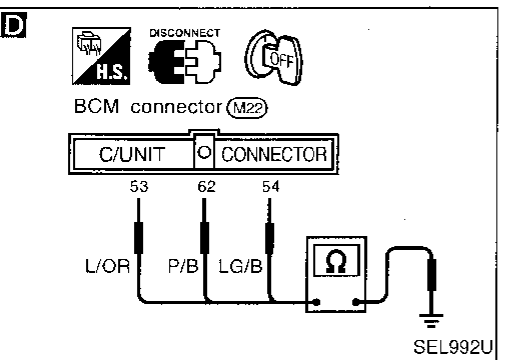 D
DISCONNECT
H.S.
OFF
BCM connector M22
C/UNIT CONNECTOR
53 62 54
L/OR P/B LG/B
Ω
SEL992U